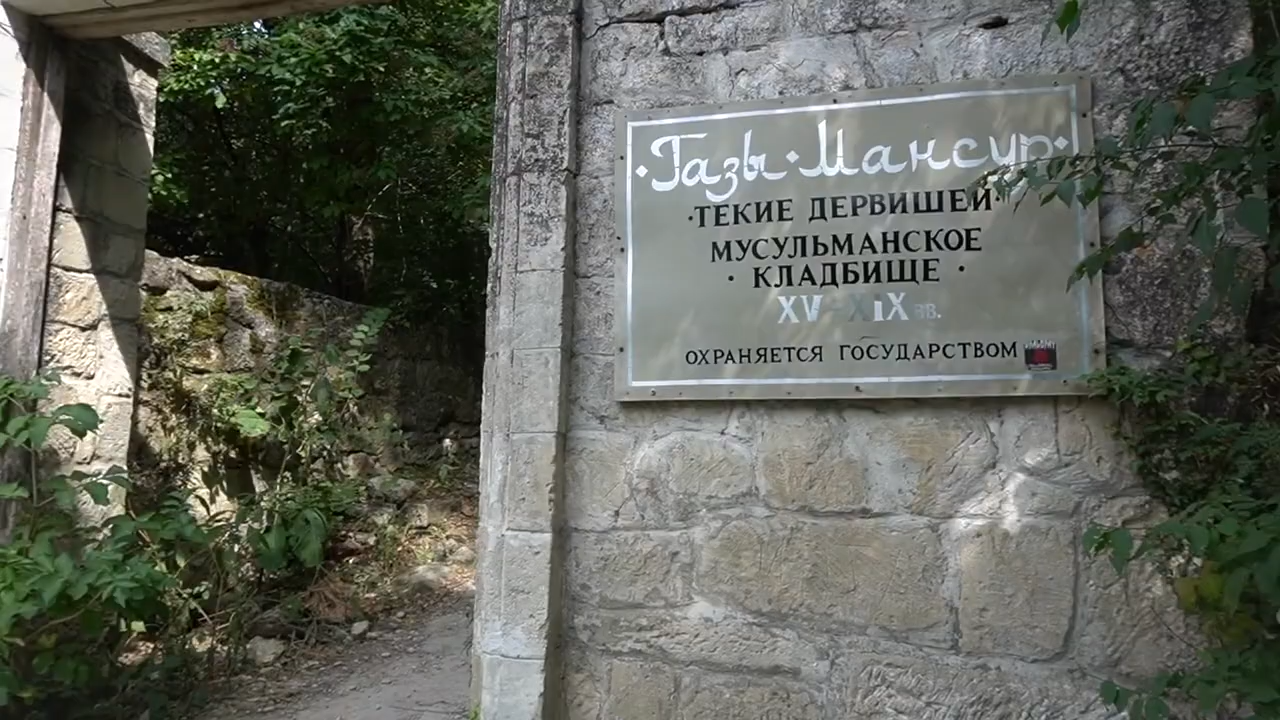 ·Газы·Мансур·
·ТЕКИЕ ДЕРВИШЕЙ·
МУСУЛЬМАНСКОЕ
· КЛАДБИЩЕ ·
XV–XIX вв.
ОХРАНЯЕТСЯ ГОСУДАРСТВОМ